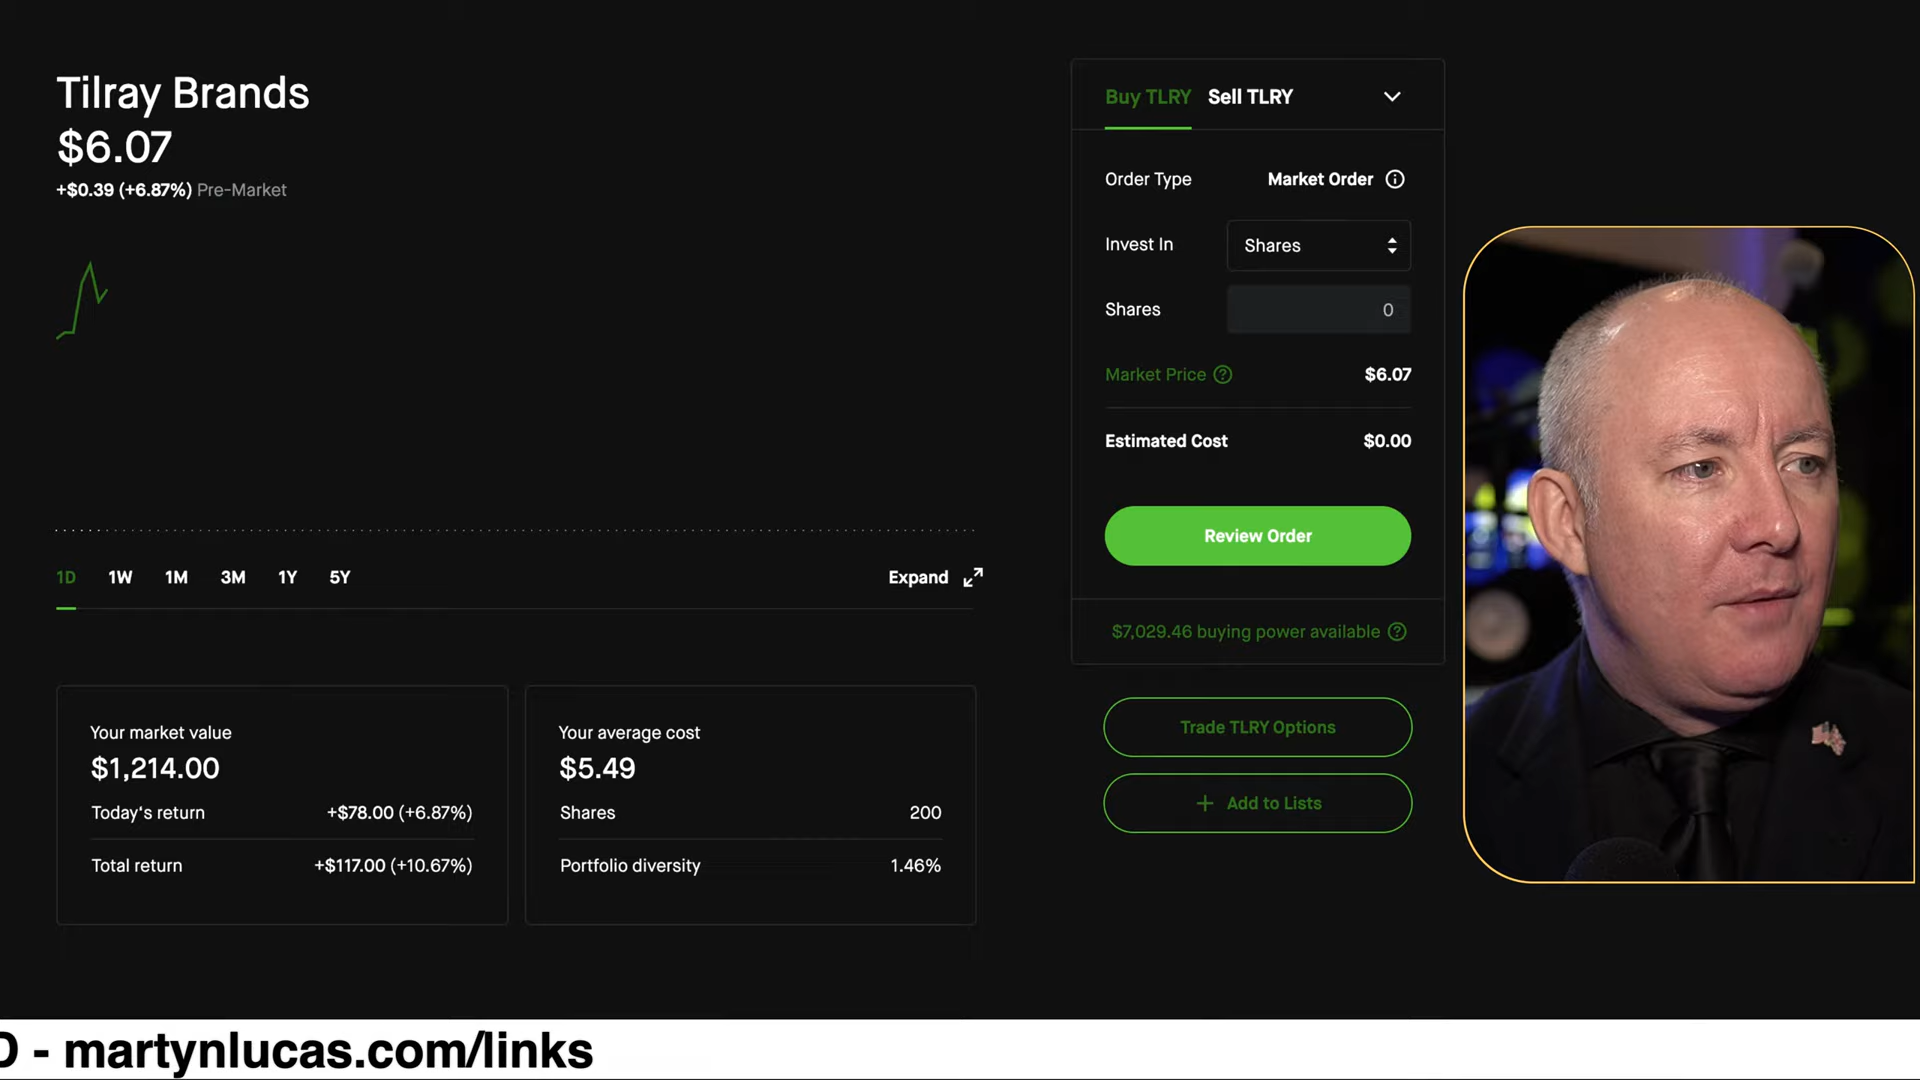 Tilray Brands
$6.07
+$0.39 (+6.87%) Pre-Market
1D 1W 1M 3M 1Y 5Y
Expand
Your market value
$1,214.00
Today's return +$78.00 (+6.87%)
Total return +$117.00 (+10.67%)
Your average cost
$5.49
Shares 200
Portfolio diversity 1.46%
Buy TLRY Sell TLRY
Order Type Market Order
Invest In Shares
Shares 0
Market Price $6.07
Estimated Cost $0.00
Review Order
$7,029.46 buying power available
Trade TLRY Options
+ Add to Lists
D - martynlucas.com/links